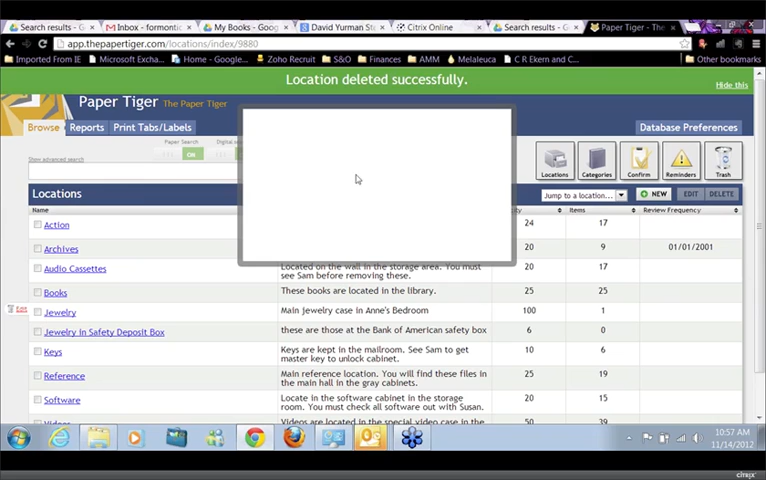 Search results - G
Inbox - formonti
My Books - Goog
David Yurman Ste
Citrix Online
Search results - G
Paper Tiger - The
app.thepapertiger.com/locations/index/9880
Imported From IE
Microsoft Excha...
Home - Google...
Zoho Recruit
S&O
Finances
AMM
Melaleuca
C R Ekern and C...
Other bookmarks
Location deleted successfully.
Hide this
Paper Tiger The Paper Tiger
Browse
Reports
Print Tabs/Labels
Database Preferences
Paper Search
ON
Show advanced search
Locations
Categories
Confirm
Reminders
Trash
Locations
Jump to a location...
NEW
EDIT
DELETE
Name
Items
Review Frequency
Action
24
17
Archives
20
9
01/01/2001
Audio Cassettes
Located on the wall in the storage area. You must
see Sam before removing these.
20
17
Books
These books are located in the library.
25
25
Edit
Jewelry
Main jewelry case in Anne's Bedroom
100
1
Jewelry in Safety Deposit Box
these are those at the Bank of American safety box
6
0
Keys
Keys are kept in the mailroom. See Sam to get
master key to unlock cabinet.
10
6
Reference
Main reference location. You will find these files in
the main hall in the gray cabinets.
25
19
Software
Locate in the software cabinet in the storage
room. You must check all software out with Susan.
20
15
Videos
Videos are located in the special video case in the
50
39
10:57 AM
11/14/2012
citrix